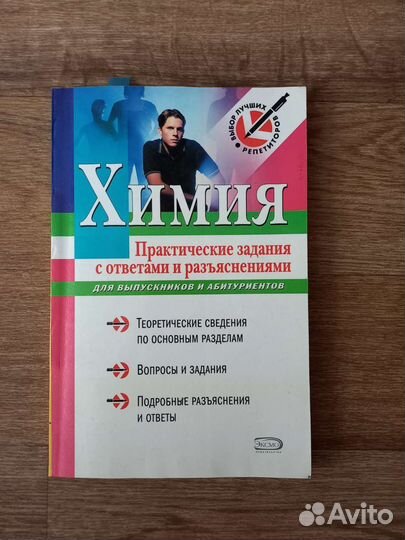 ВЫБОР ЛУЧШИХ
РЕПЕТИТОРОВ
ХИМИЯ
Практические задания
с ответами и разъяснениями
ДЛЯ ВЫПУСКНИКОВ И АБИТУРИЕНТОВ
ТЕОРЕТИЧЕСКИЕ СВЕДЕНИЯ
ПО ОСНОВНЫМ РАЗДЕЛАМ
ВОПРОСЫ И ЗАДАНИЯ
ПОДРОБНЫЕ РАЗЪЯСНЕНИЯ
И ОТВЕТЫ
ЭКСМО
Avito